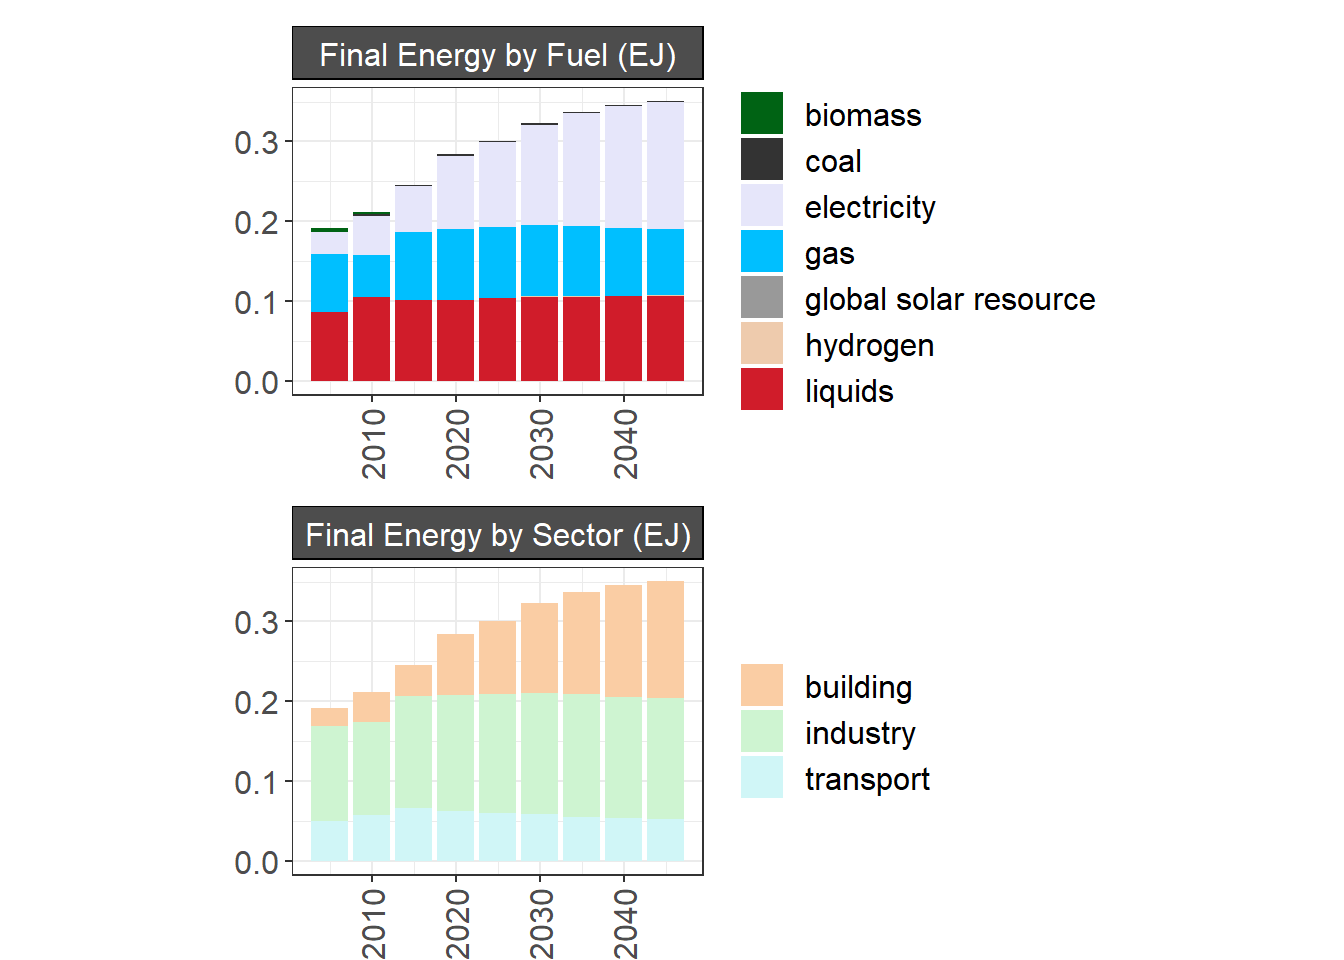 Final Energy by Fuel (EJ)
0.3
0.2
0.1
0.0
2010
2020
2030
2040
biomass
coal
electricity
gas
global solar resource
hydrogen
liquids
Final Energy by Sector (EJ)
0.3
0.2
0.1
0.0
2010
2020
2030
2040
building
industry
transport